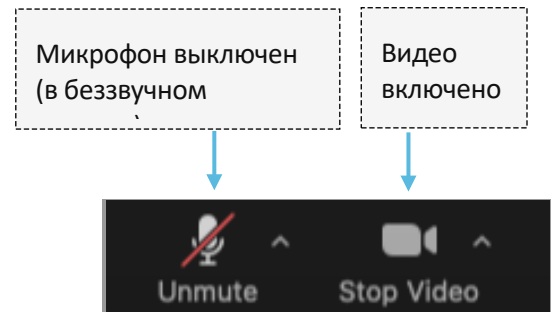 Микрофон выключен
(в беззвучном
Видео
включено
Unmute
Stop Video